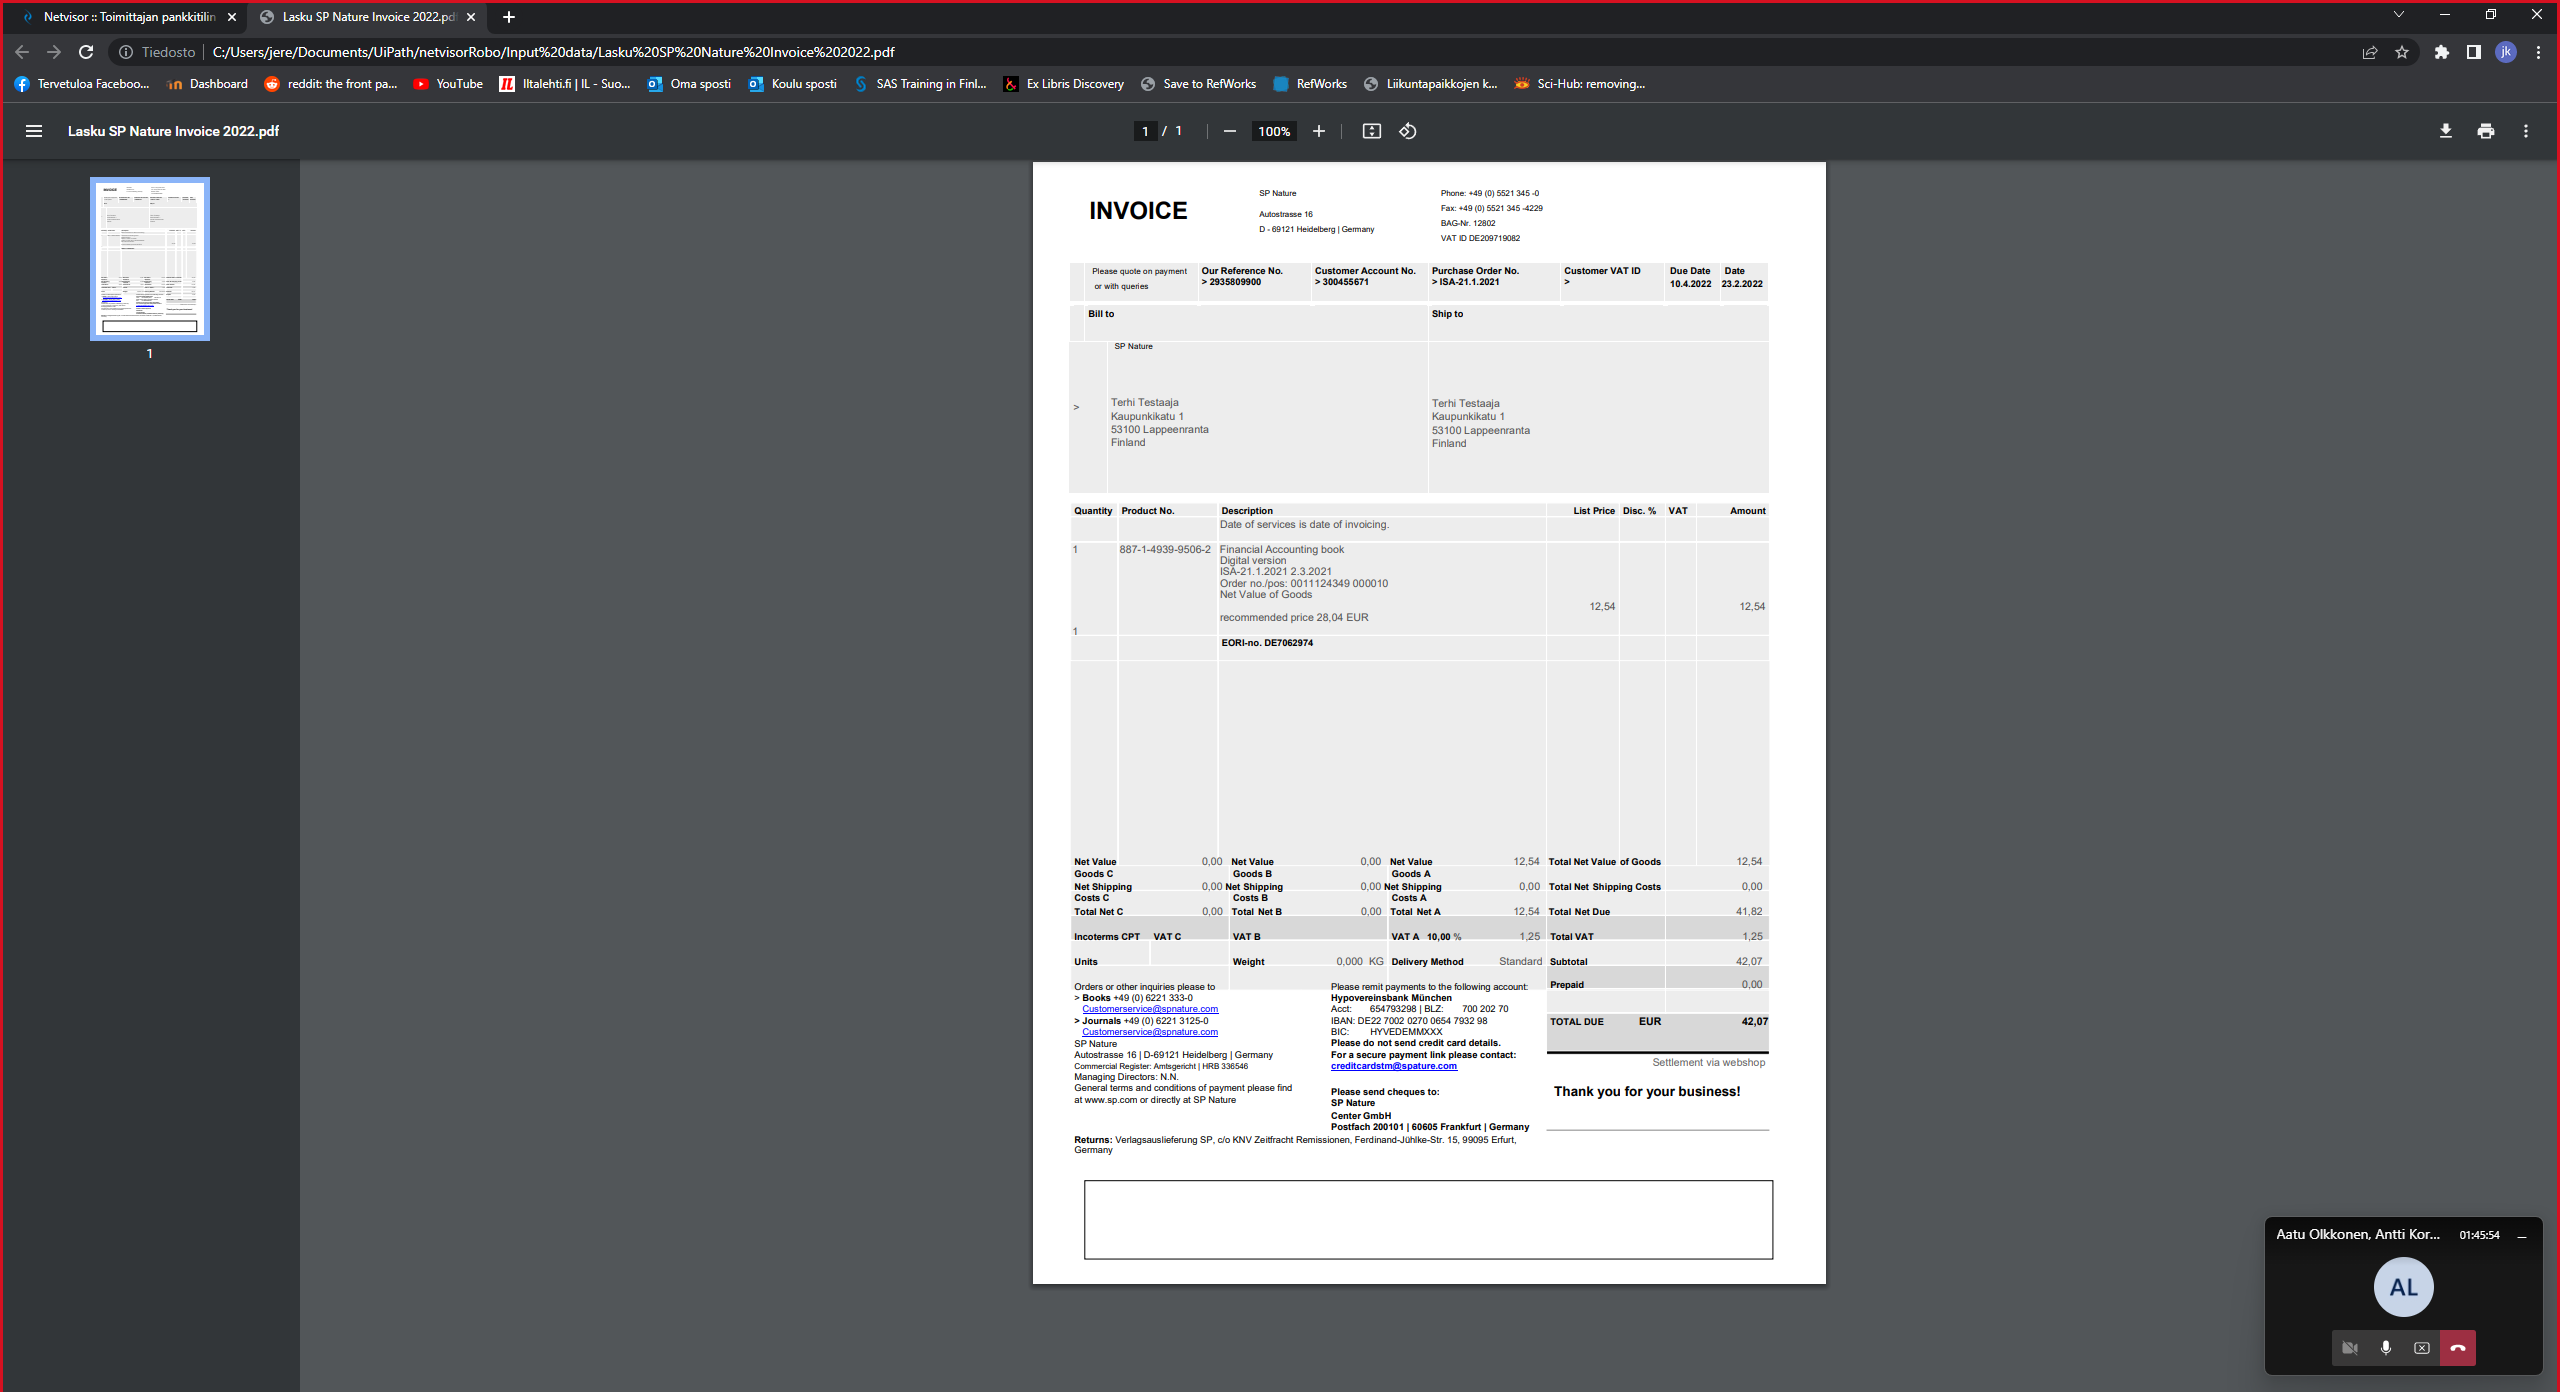 Netvisor :: Toimittajan pankkitilin
Lasku SP Nature Invoice 2022.pd
Tiedosto
C:/Users/jere/Documents/UiPath/netvisorRobo/Input%20data/Lasku%20SP%20Nature%20Invoice%202022.pdf
jk
Tervetuloa Faceboo... Dashboard reddit: the front pa... YouTube Iltalehti.fi | IL - Suo... Oma sposti Koulu sposti SAS Training in Finl... Ex Libris Discovery Save to RefWorks RefWorks Liikuntapaikkojen k... Sci-Hub: removing...
Lasku SP Nature Invoice 2022.pdf
1 / 1 100%
1
INVOICE
SP Nature
Autostrasse 16
D - 69121 Heidelberg | Germany
Phone: +49 (0) 5521 345 -0
Fax: +49 (0) 5521 345 -4229
BAG-Nr. 12802
VAT ID DE209719082
Please quote on payment
or with queries
Our Reference No.
> 2935809900
Customer Account No.
> 300455671
Purchase Order No.
> ISA-21.1.2021
Customer VAT ID
>
Due Date
10.4.2022
Date
23.2.2022
Bill to
Ship to
SP Nature
>
Terhi Testaaja
Kaupunkikatu 1
53100 Lappeenranta
Finland
Terhi Testaaja
Kaupunkikatu 1
53100 Lappeenranta
Finland
Quantity Product No. Description List Price Disc. % VAT Amount
Date of services is date of invoicing.
1 887-1-4939-9506-2 Financial Accounting book
Digital version
ISA-21.1.2021 2.3.2021
Order no./pos: 0011124349 000010
Net Value of Goods
12,54 12,54
recommended price 28,04 EUR
1
EORI-no. DE7062974
Net Value 0,00 Net Value 0,00 Net Value 12,54 Total Net Value of Goods 12,54
Goods C Goods B Goods A
Net Shipping 0,00 Net Shipping 0,00 Net Shipping 0,00 Total Net Shipping Costs 0,00
Costs C Costs B Costs A
Total Net C 0,00 Total Net B 0,00 Total Net A 12,54 Total Net Due 41,82
Incoterms CPT VAT C VAT B VAT A 10,00 % 1,25 Total VAT 1,25
Units Weight 0,000 KG Delivery Method Standard Subtotal 42,07
Prepaid 0,00
TOTAL DUE EUR 42,07
Settlement via webshop
Thank you for your business!
Orders or other inquiries please to
> Books +49 (0) 6221 333-0
Customerservice@spnature.com
> Journals +49 (0) 6221 3125-0
Customerservice@spnature.com
SP Nature
Autostrasse 16 | D-69121 Heidelberg | Germany
Commercial Register: Amtsgericht | HRB 336546
Managing Directors: N.N.
General terms and conditions of payment please find
at www.sp.com or directly at SP Nature
Please remit payments to the following account:
Hypovereinsbank München
Acct: 654793298 | BLZ: 700 202 70
IBAN: DE22 7002 0270 0654 7932 98
BIC: HYVEDEMMXXX
Please do not send credit card details.
For a secure payment link please contact:
creditcardstm@spature.com
Please send cheques to:
SP Nature
Center GmbH
Postfach 200101 | 60605 Frankfurt | Germany
Returns: Verlagsauslieferung SP, c/o KNV Zeitfracht Remissionen, Ferdinand-Jühlke-Str. 15, 99095 Erfurt,
Germany
Aatu Olkkonen, Antti Kor... 01:45:54
AL